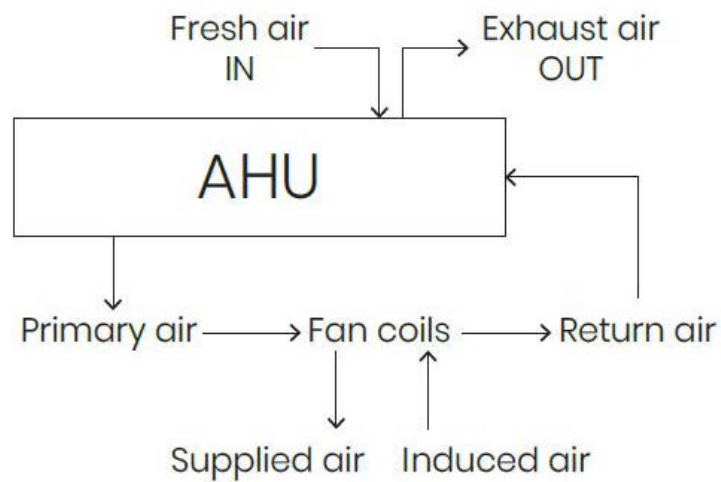 Fresh air
IN
Exhaust air
OUT
AHU
Primary air
Fan coils
Return air
Supplied air
Induced air